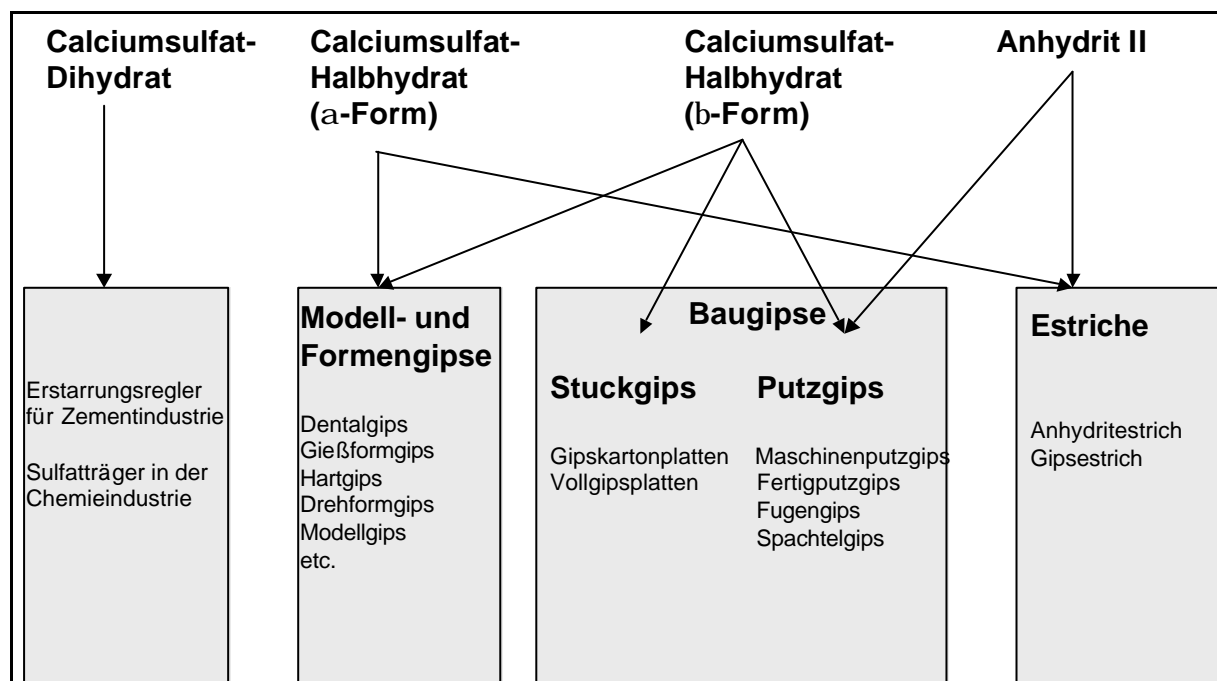 Calciumsulfat-
Dihydrat
Calciumsulfat-
Halbhydrat
(a-Form)
Calciumsulfat-
Halbhydrat
(b-Form)
Anhydrit II
Erstarrungsregler
für Zementindustrie
Sulfatträger in der
Chemieindustrie
Modell- und
Formengipse
Dentalgips
Gießformgips
Hartgips
Drehformgips
Modellgips
etc.
Baugipse
Stuckgips
Gipskartonplatten
Vollgipsplatten
Putzgips
Maschinenputzgips
Fertigputzgips
Fugengips
Spachtelgips
Estriche
Anhydritestrich
Gipsestrich